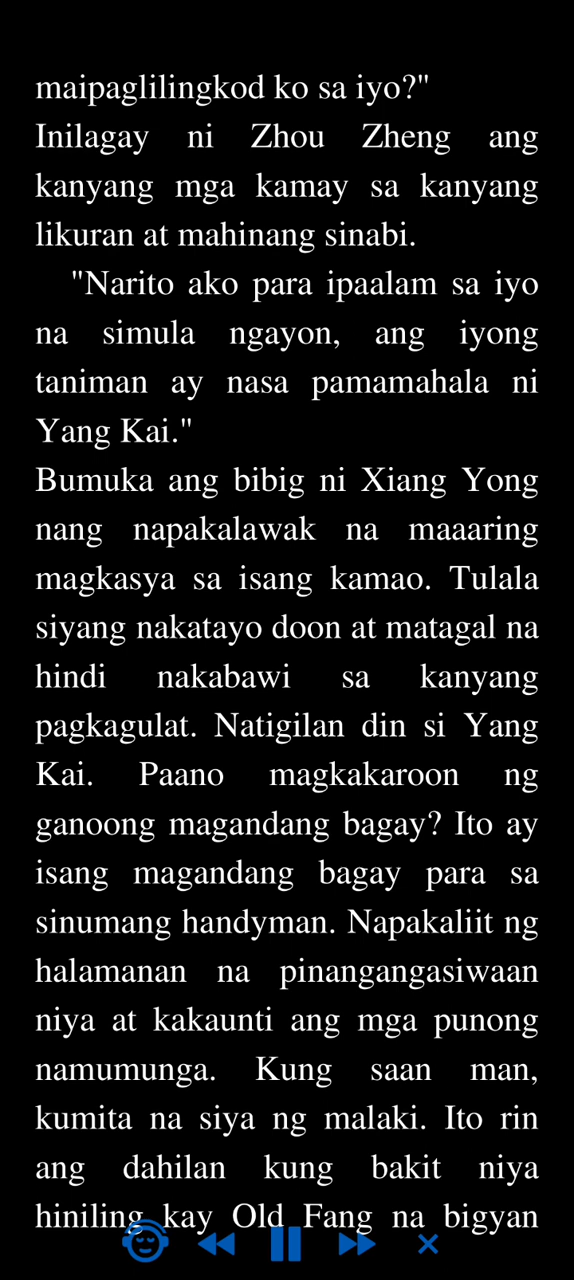 maipaglilingkod ko sa iyo?"
Inilagay ni Zhou Zheng ang
kanyang mga kamay sa kanyang
likuran at mahinang sinabi.
"Narito ako para ipaalam sa iyo
na simula ngayon, ang iyong
taniman ay nasa pamamahala ni
Yang Kai."
Bumuka ang bibig ni Xiang Yong
nang napakalawak na maaaring
magkasya sa isang kamao. Tulala
siyang nakatayo doon at matagal na
hindi nakabawi sa kanyang
pagkagulat. Natigilan din si Yang
Kai. Paano magkakaroon ng
ganoong magandang bagay? Ito ay
isang magandang bagay para sa
sinumang handyman. Napakaliit ng
halamanan na pinangangasiwaan
niya at kakaunti ang mga punong
namumunga. Kung saan man,
kumita na siya ng malaki. Ito rin
ang dahilan kung bakit niya
hiniling kay Old Fang na bigyan